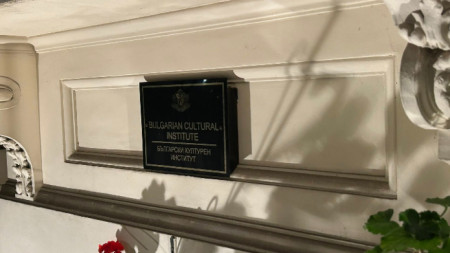 BULGARIAN CULTURAL
INSTITUTE
БЪЛГАРСКИ КУЛТУРЕН
ИНСТИТУТ